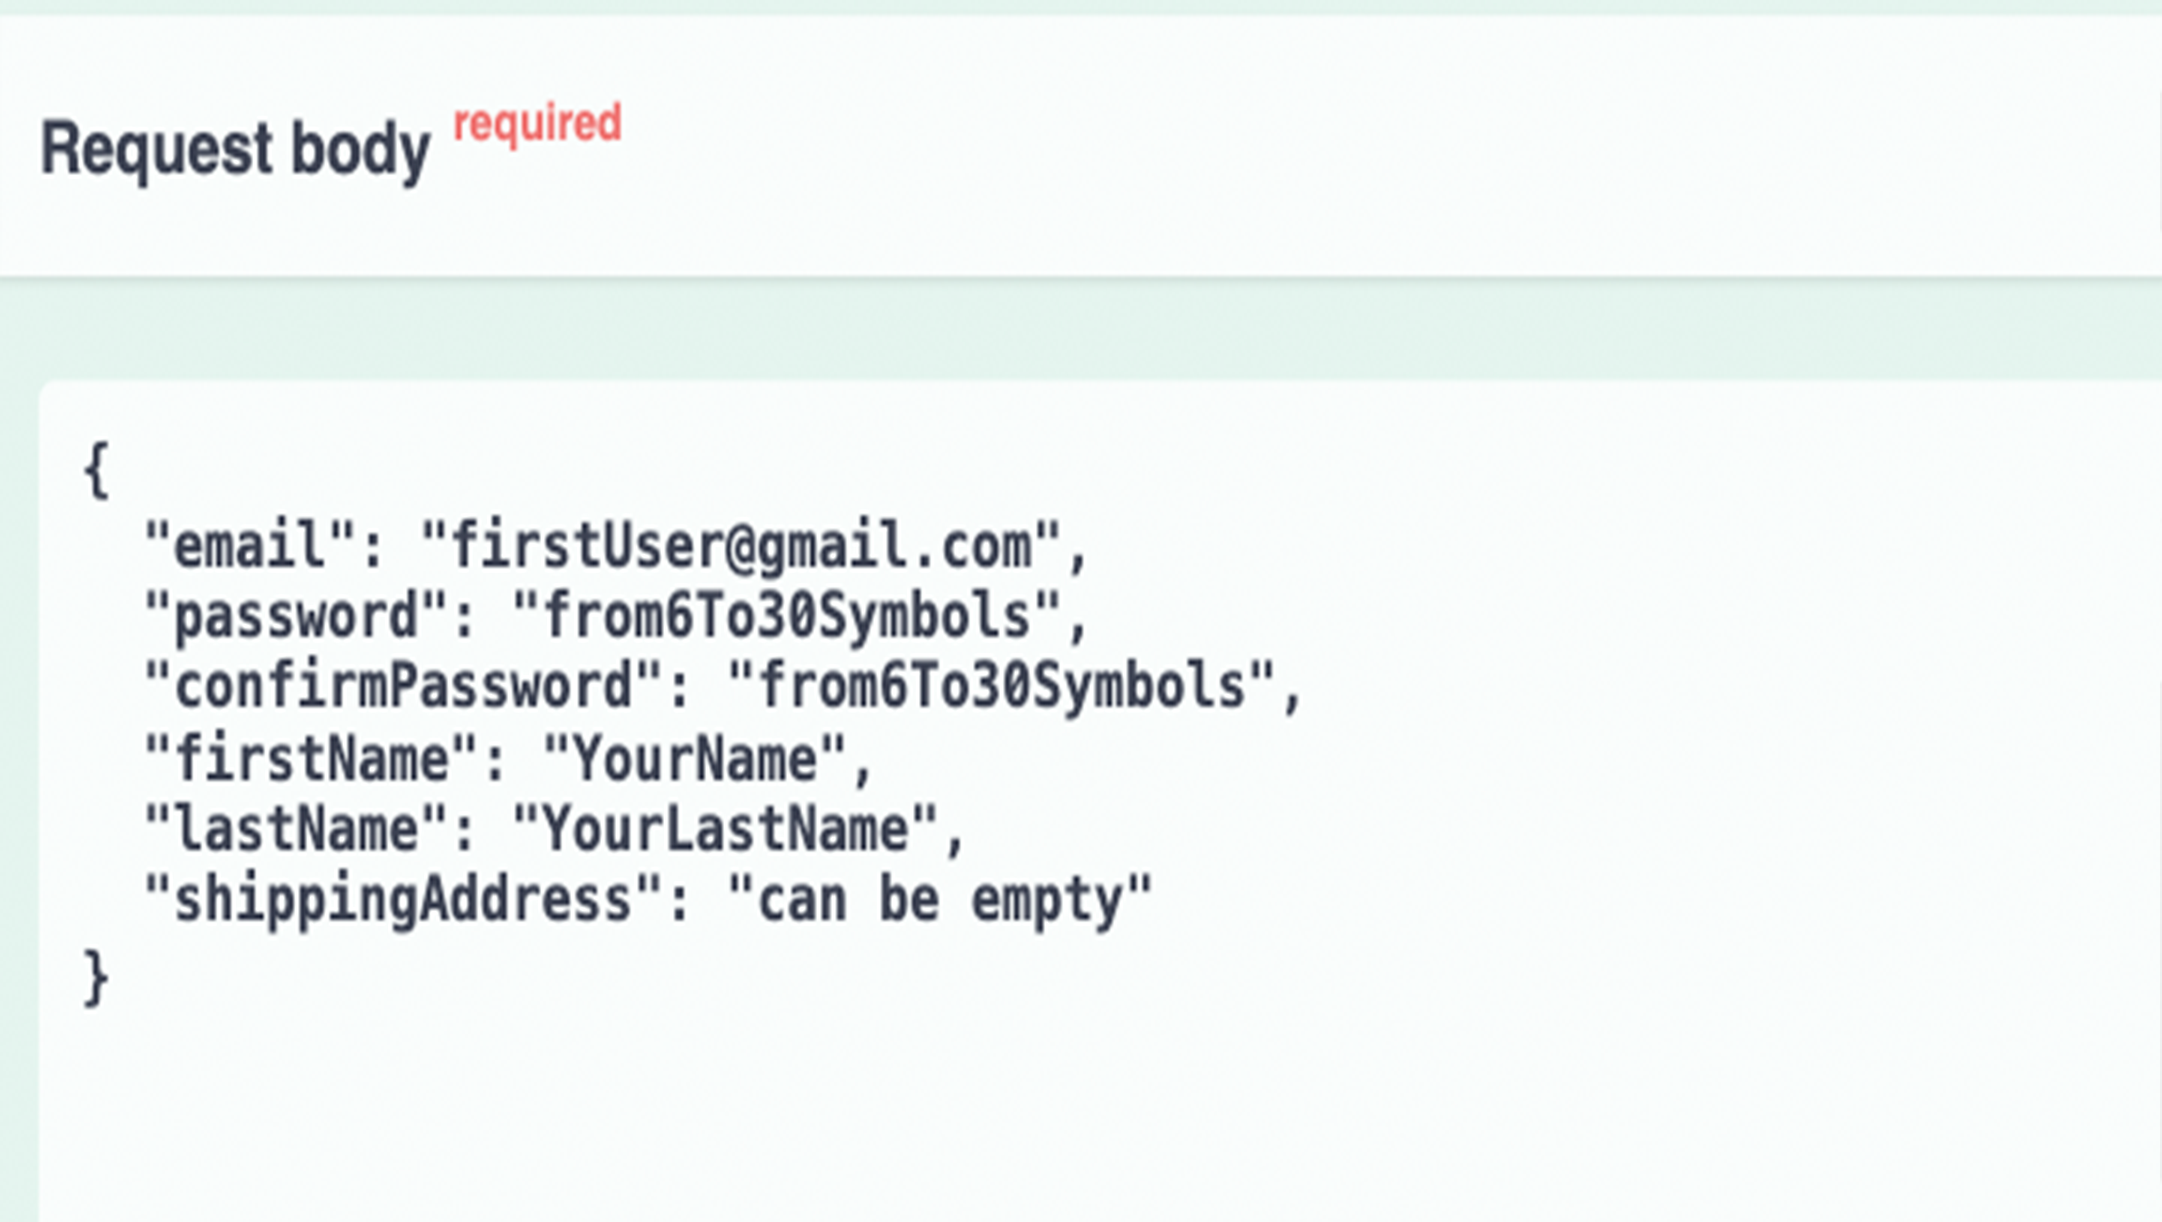 Request body required
{
  "email": "firstUser@gmail.com",
  "password": "from6To30Symbols",
  "confirmPassword": "from6To30Symbols",
  "firstName": "YourName",
  "lastName": "YourLastName",
  "shippingAddress": "can be empty"
}